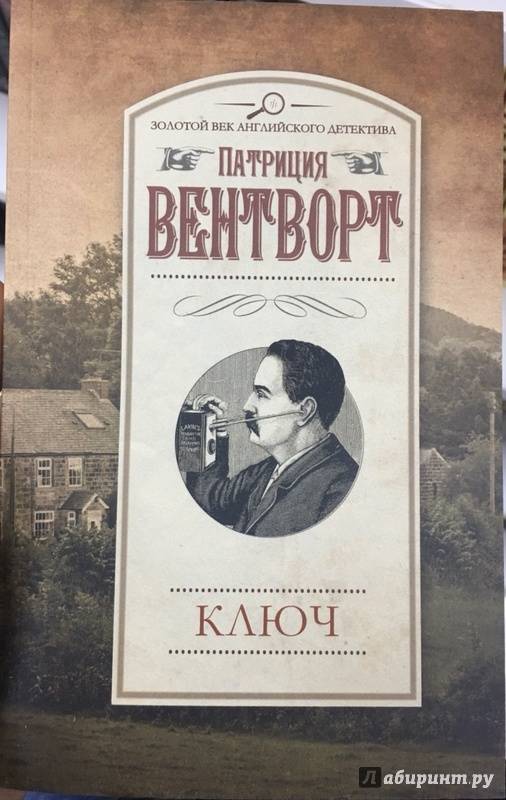 ЗОЛОТОЙ ВЕК АНГЛИЙСКОГО ДЕТЕКТИВА
ПАТРИЦИЯ
ВЕНТВОРТ
КЛЮЧ
Лабиринт.ру